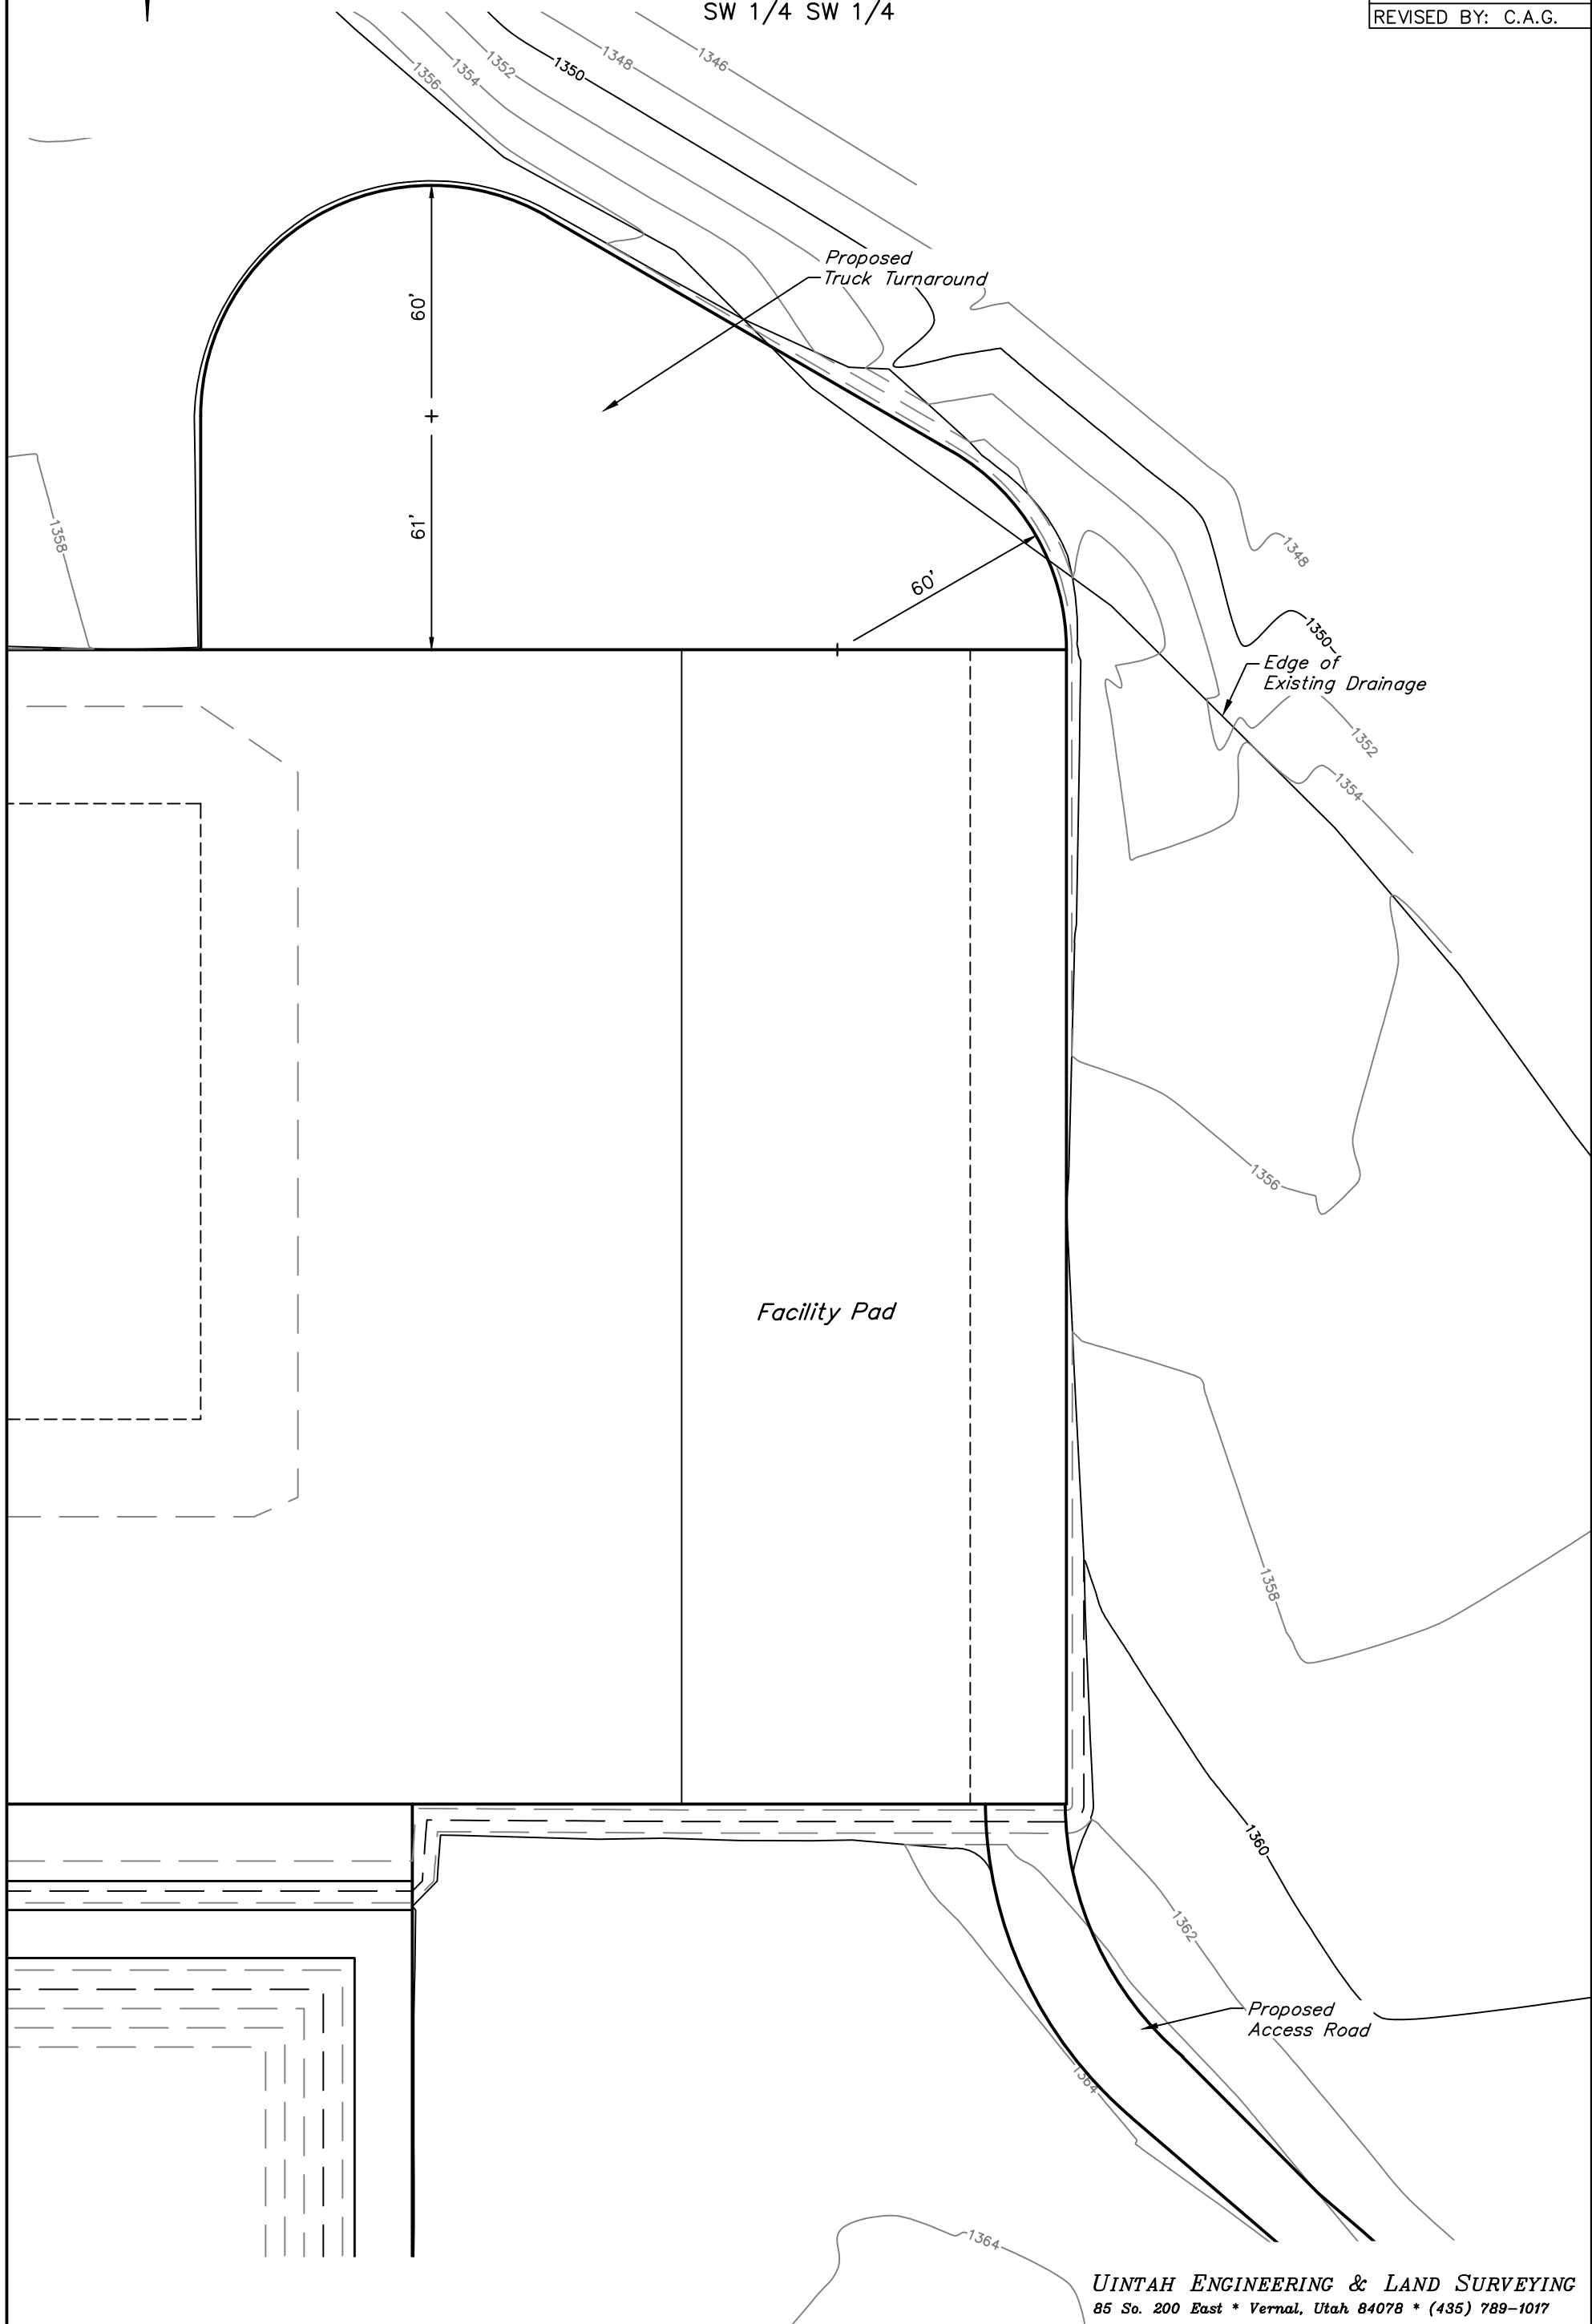 SW 1/4 SW 1/4
REVISED BY: C.A.G.
1346
1348
1350
1352
1354
1356
Proposed
Truck Turnaround
60'
61'
60'
1358
1348
1350
Edge of
Existing Drainage
1352
1354
1356
Facility Pad
1358
1360
1362
Proposed
Access Road
1364
1364
UINTAH ENGINEERING & LAND SURVEYING
85 So. 200 East * Vernal, Utah 84078 * (435) 789-1017